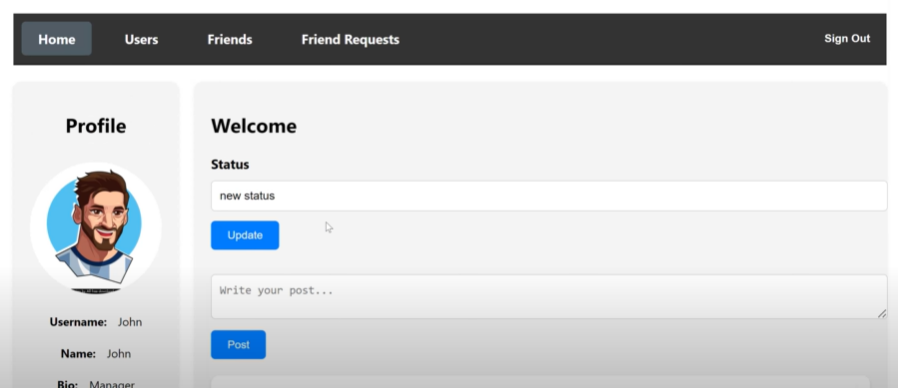 Home Users Friends Friend Requests Sign Out
Profile
Username: John
Name: John
Bio: Manager
Welcome
Status
new status
Update
Write your post...
Post